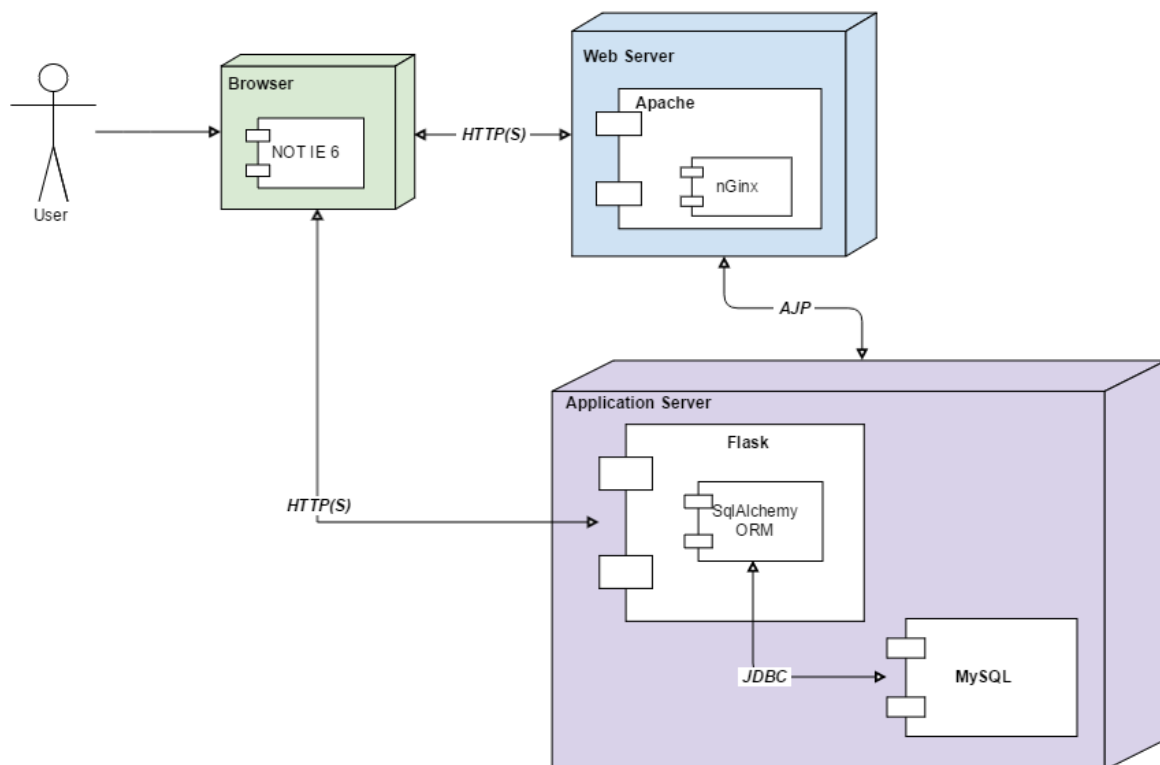 Web Server
Browser
Apache
HTTP(S)
NOT IE 6
nGinx
User
AJP
Application Server
Flask
HTTP(S)
SqlAlchemy
ORM
JDBC
MySQL